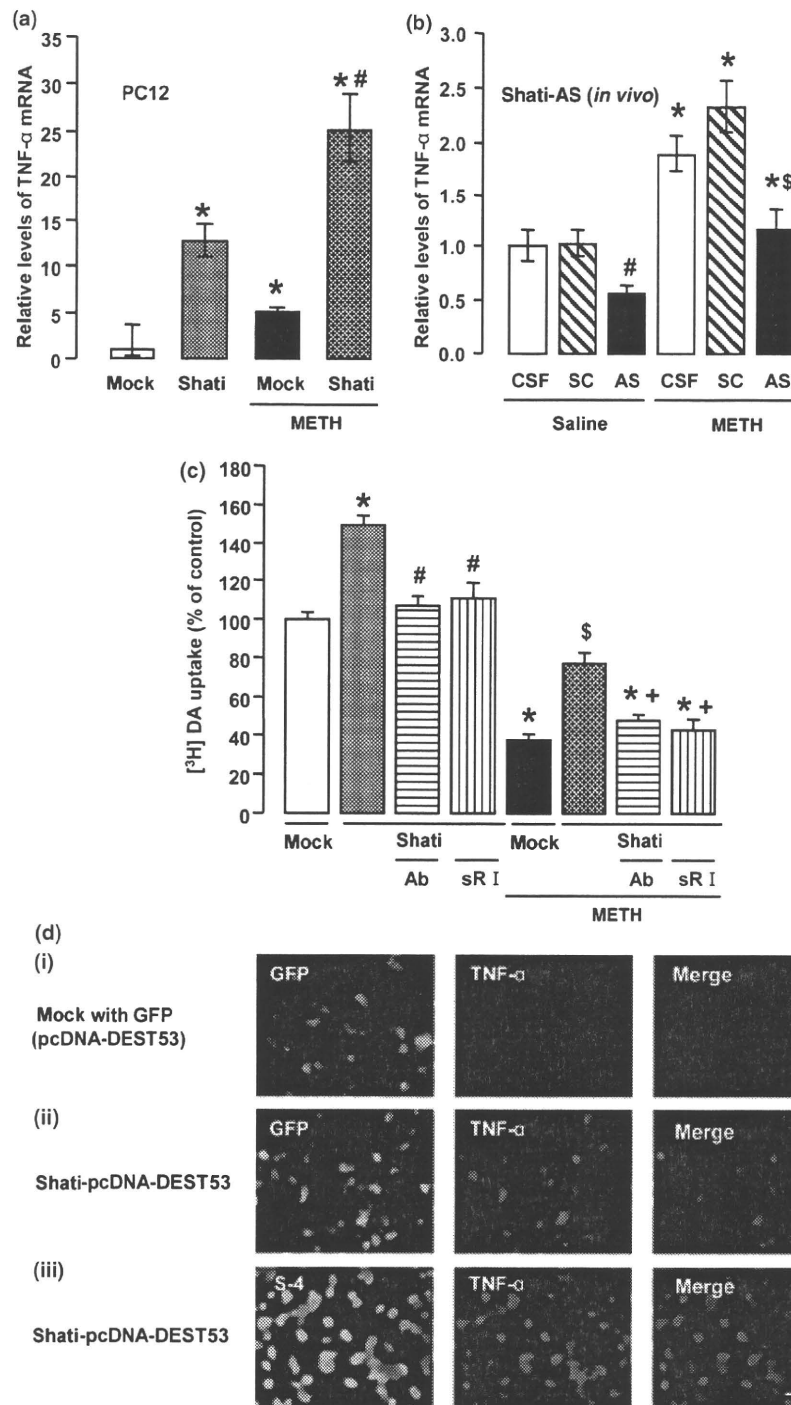 (a)
Relative levels of TNF-α mRNA
35
30
25
20
15
10
5
0
PC12
*
*
* #
Mock Shati Mock Shati
METH
(b)
Relative levels of TNF-α mRNA
3.0
2.5
2.0
1.5
1.0
0.5
0.0
Shati-AS (in vivo)
#
*
*
* $
CSF SC AS CSF SC AS
Saline METH
(c)
[³H] DA uptake (% of control)
180
160
140
120
100
80
60
40
20
0
*
#
#
*
$
* +
* +
Mock Shati Mock Shati
Ab sR I Ab sR I
METH
(d)
(i)
Mock with GFP
(pcDNA-DEST53)
GFP TNF-α Merge
(ii)
Shati-pcDNA-DEST53
GFP TNF-α Merge
(iii)
Shati-pcDNA-DEST53
S-4 TNF-α Merge